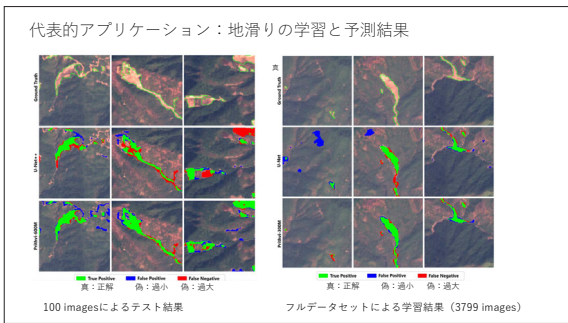 代表的アプリケーション：地滑りの学習と予測結果
Ground Truth
U-Net++
Prithvi-600M
True Positive
False Positive
False Negative
真：正解
偽：過小
偽：過大
100 imagesによるテスト結果
真
Ground Truth
U-Net
Prithvi-300M
True Positive
False Positive
False Negative
真：正解
偽：過小
偽：過大
フルデータセットによる学習結果（3799 images）